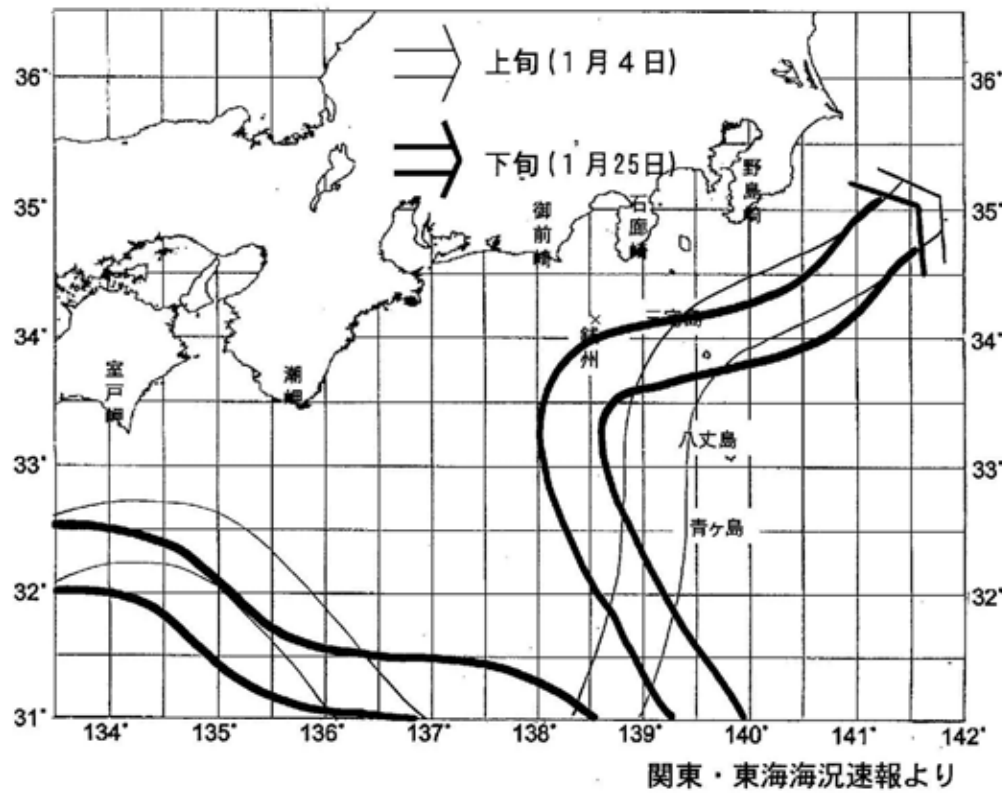 上旬(1月4日)
下旬(1月25日)
36°
36°
35°
35°
34°
34°
33°
33°
32°
32°
31°
31°
野島崎
石廊崎
御前崎
三宅島
銭州
室戸岬
潮岬
八丈島
青ヶ島
134°
135°
136°
137°
138°
139°
140°
141°
142°
関東・東海海況速報より